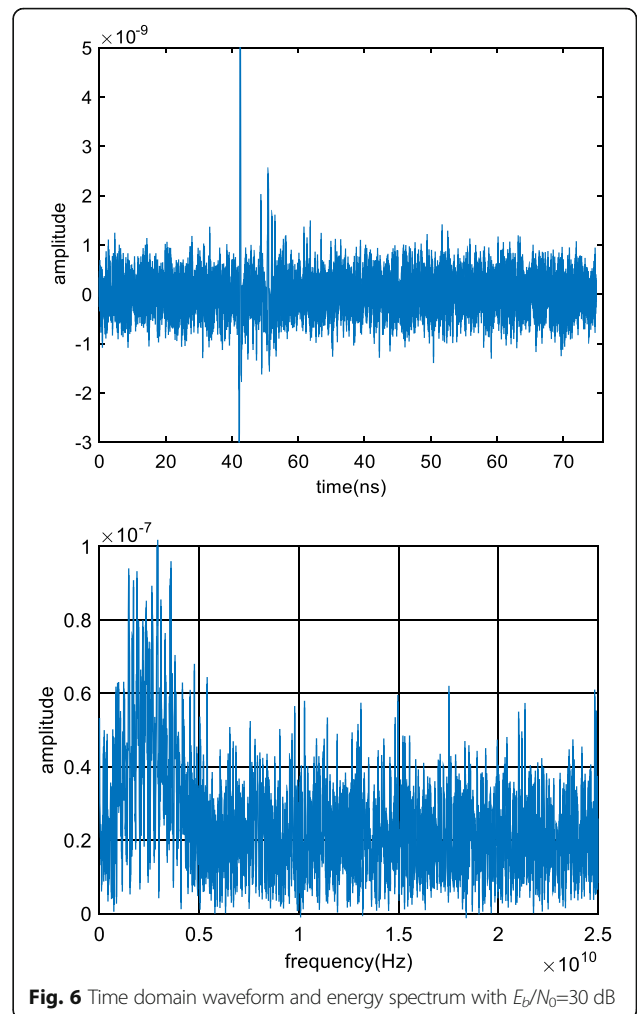 ×10-9
5
4
3
2
1
0
-1
-2
-3
amplitude
0 20 40 60 40 50 60 70
time(ns)
×10-7
1
0.8
0.6
0.4
0.2
0
amplitude
0 0.5 1 1.5 2 2.5
frequency(Hz)
×1010
Fig. 6 Time domain waveform and energy spectrum with Eb/N0=30 dB